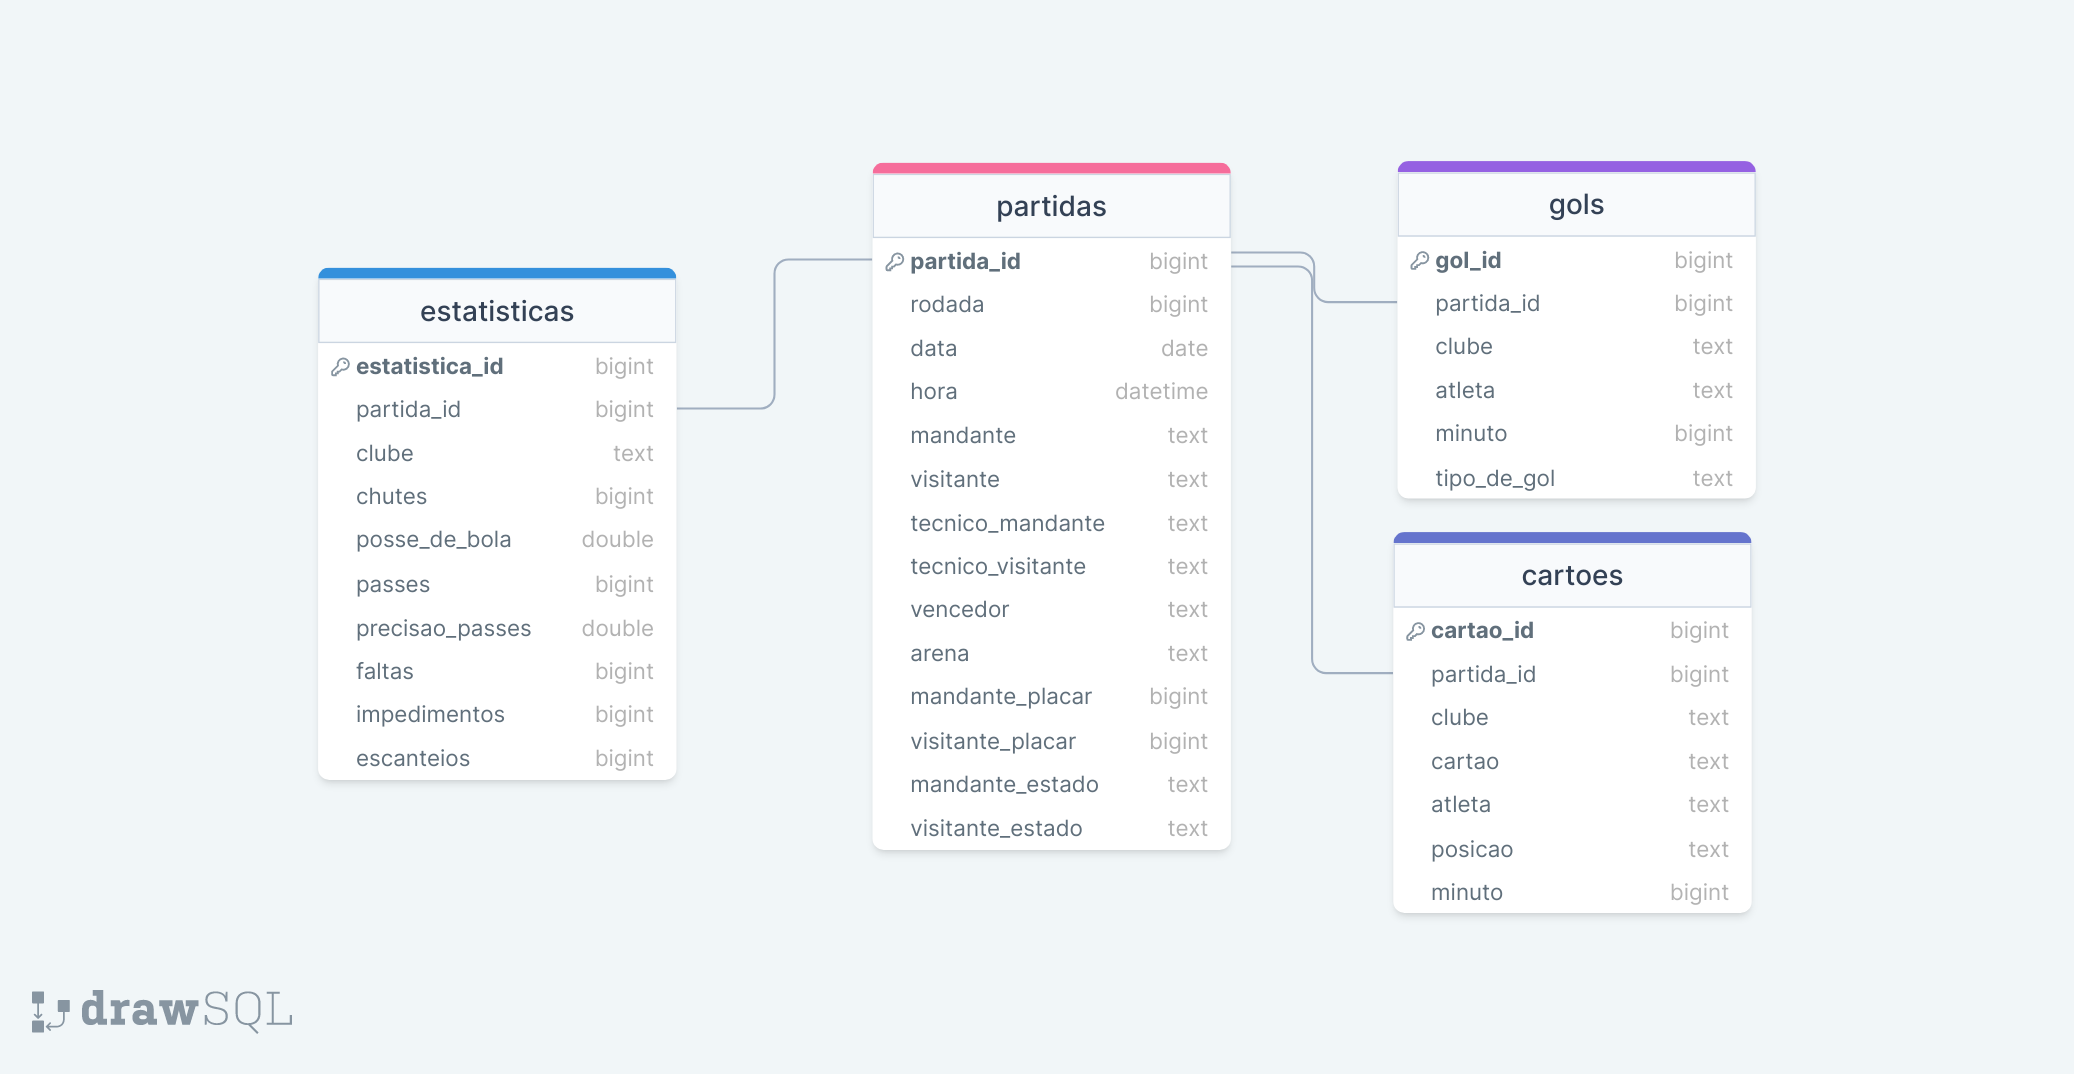 estatisticas
estatistica_id bigint
partida_id bigint
clube text
chutes bigint
posse_de_bola double
passes bigint
precisao_passes double
faltas bigint
impedimentos bigint
escanteios bigint
partidas
partida_id bigint
rodada bigint
data date
hora datetime
mandante text
visitante text
tecnico_mandante text
tecnico_visitante text
vencedor text
arena text
mandante_placar bigint
visitante_placar bigint
mandante_estado text
visitante_estado text
gols
gol_id bigint
partida_id bigint
clube text
atleta text
minuto bigint
tipo_de_gol text
cartoes
cartao_id bigint
partida_id bigint
clube text
cartao text
atleta text
posicao text
minuto bigint
drawSQL